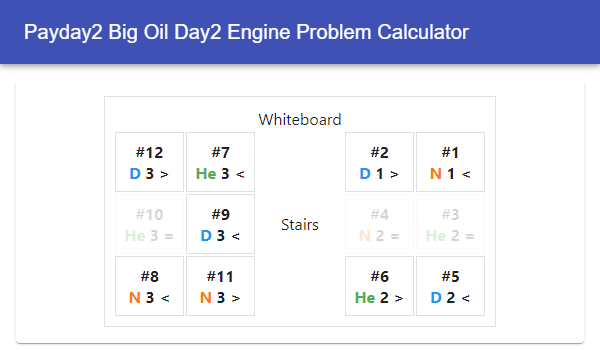 Payday2 Big Oil Day2 Engine Problem Calculator
Whiteboard
#12 #7 #2 #1
D 3 > He 3 < D 1 > N 1 <
#10 #9 #4 #3
He 3 = D 3 < Stairs N 2 = He 2 =
#8 #11 #6 #5
N 3 < N 3 > He 2 > D 2 <